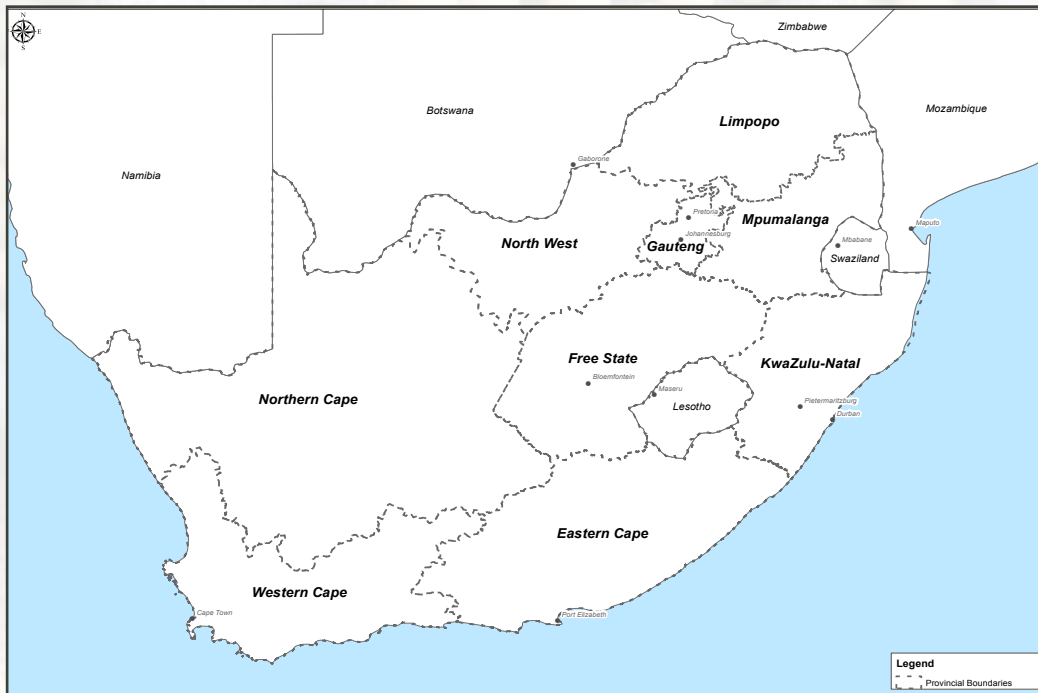 N
E
S
Zimbabwe
Botswana
Mozambique
Limpopo
Gaborone
Namibia
Pretoria
Mpumalanga
Maputo
North West
Johannesburg
Gauteng
Mbabane
Swaziland
Free State
KwaZulu-Natal
Bloemfontein
Maseru
Northern Cape
Lesotho
Pietermaritzburg
Durban
Eastern Cape
Western Cape
Cape Town
Port Elizabeth
Legend
Provincial Boundaries